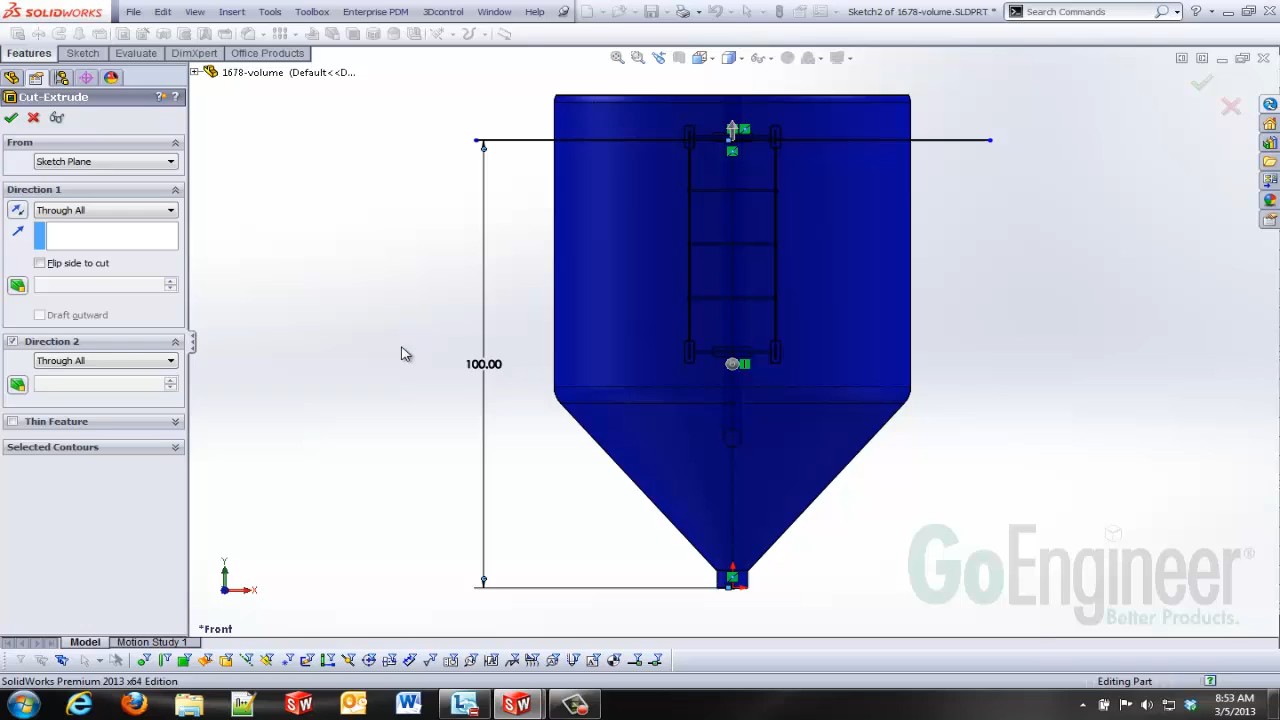 SOLIDWORKS File Edit View Insert Tools Toolbox Enterprise PDM 3Dcontrol Window Help Sketch2 of 1678-volume.SLDPRT * Search Commands
Features Sketch Evaluate DimXpert Office Products
1678-volume (Default<<D...
Cut-Extrude
From
Sketch Plane
Direction 1
Through All
Flip side to cut
Draft outward
Direction 2
Through All
100.00
Thin Feature
Selected Contours
GoEngineer®
Better Products.
Y
X
*Front
Model Motion Study 1
SolidWorks Premium 2013 x64 Edition Editing Part
8:53 AM
3/5/2013